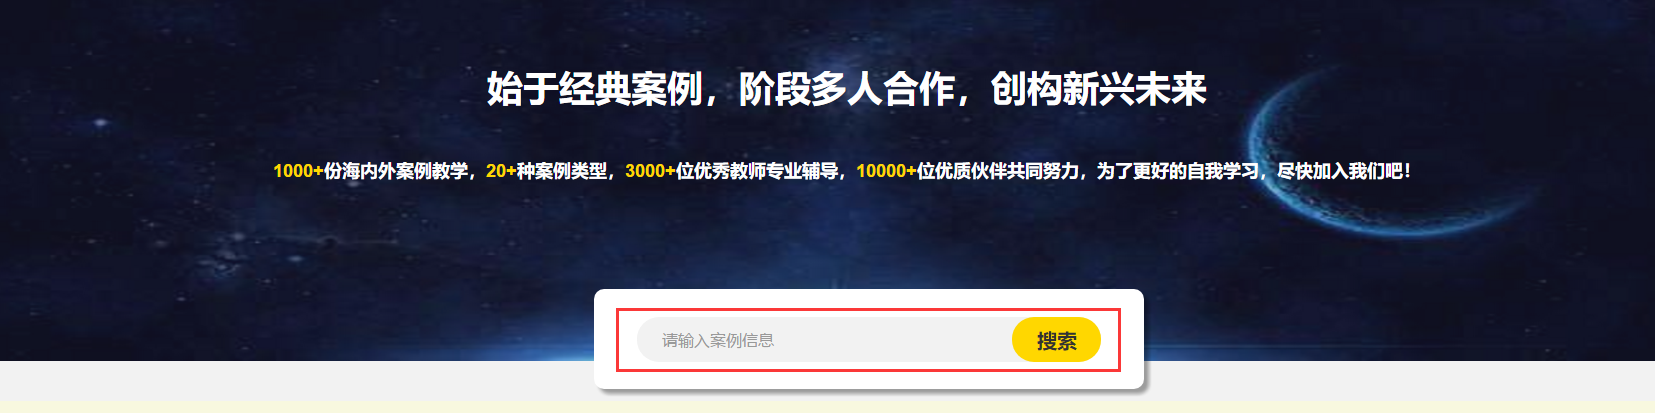 始于经典案例，阶段多人合作，创构新兴未来
1000+份海内外案例教学，20+种案例类型，3000+位优秀教师专业辅导，10000+位优质伙伴共同努力，为了更好的自我学习，尽快加入我们吧！
请输入案例信息 搜索